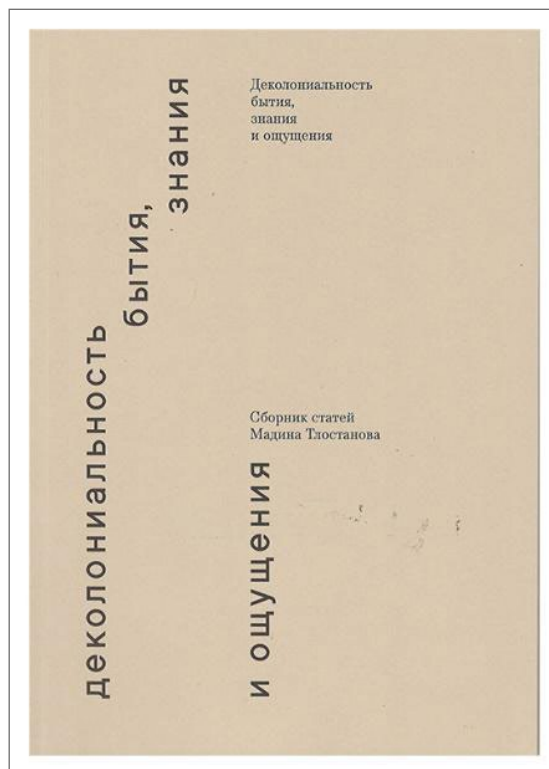 деколониальность
бытия,
знания
и ощущения
Деколониальность
бытия,
знания
и ощущения
Сборник статей
Мадина Тлостанова